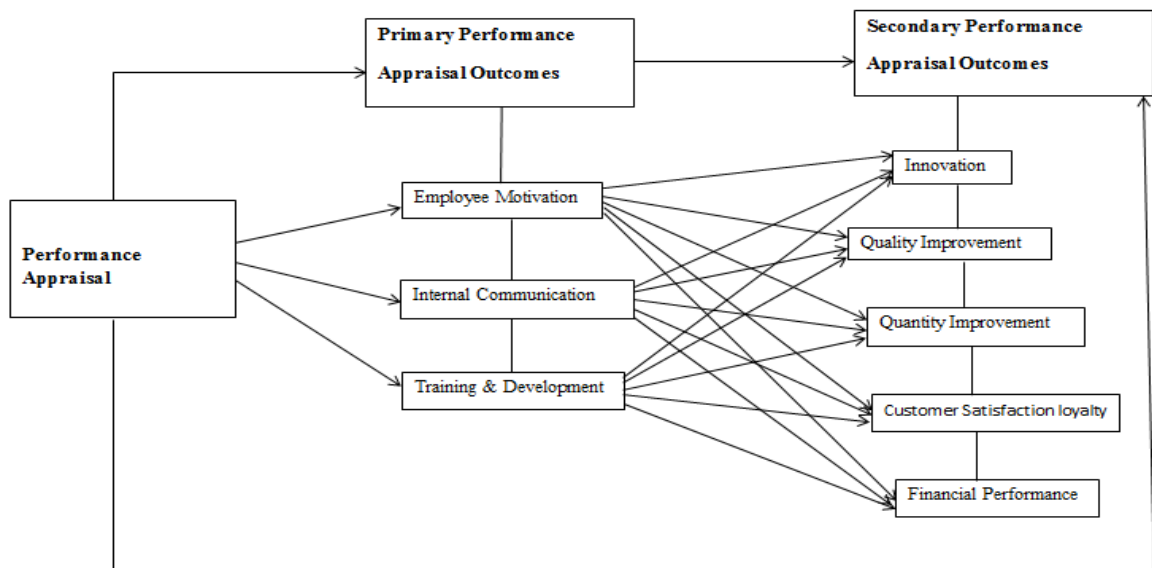 Primary Performance
Appraisal Outcomes
Secondary Performance
Appraisal Outcomes
Performance
Appraisal
Employee Motivation
Internal Communication
Training & Development
Innovation
Quality Improvement
Quantity Improvement
Customer Satisfaction loyalty
Financial Performance